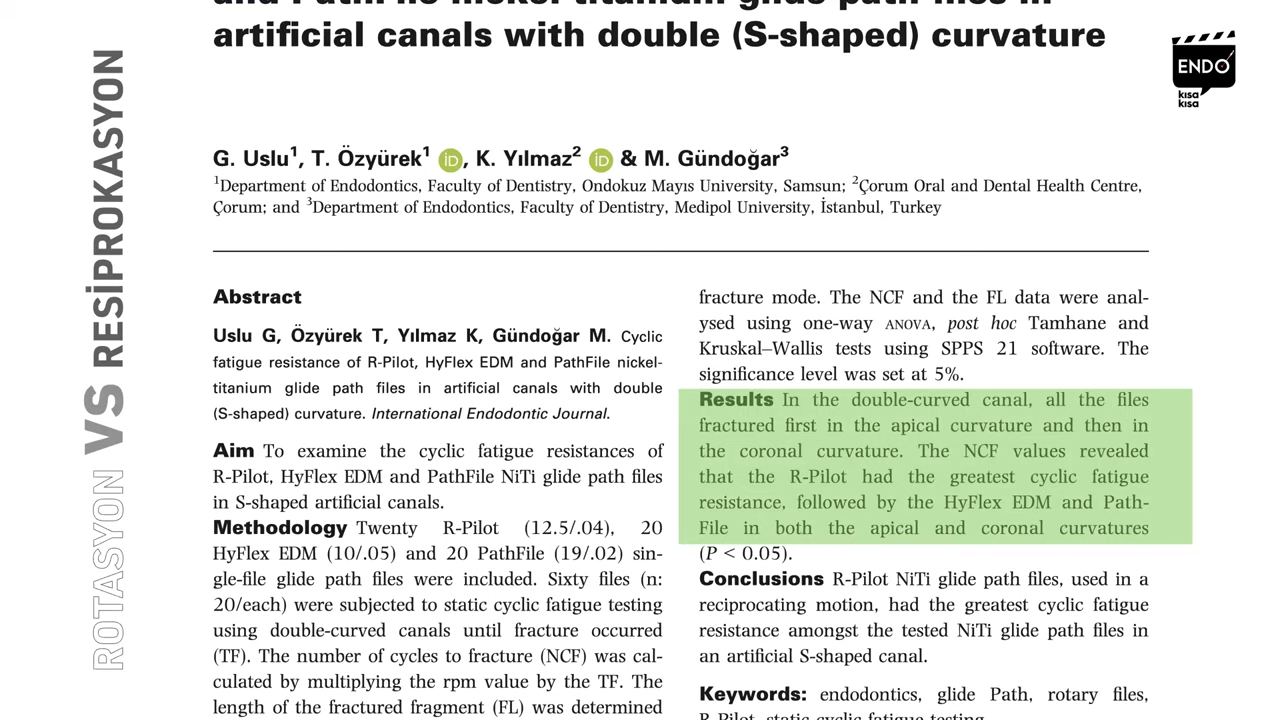 artificial canals with double (S-shaped) curvature
ENDO
kısa
kısa
ROTASYON VS RESİPROKASYON
G. Uslu1, T. Özyürek1 iD, K. Yılmaz2 iD & M. Gündoğar3
1Department of Endodontics, Faculty of Dentistry, Ondokuz Mayıs University, Samsun; 2Çorum Oral and Dental Health Centre,
Çorum; and 3Department of Endodontics, Faculty of Dentistry, Medipol University, İstanbul, Turkey
Abstract
Uslu G, Özyürek T, Yılmaz K, Gündoğar M. Cyclic
fatigue resistance of R-Pilot, HyFlex EDM and PathFile nickel-
titanium glide path files in artificial canals with double
(S-shaped) curvature. International Endodontic Journal.
Aim To examine the cyclic fatigue resistances of
R-Pilot, HyFlex EDM and PathFile NiTi glide path files
in S-shaped artificial canals.
Methodology Twenty R-Pilot (12.5/.04), 20
HyFlex EDM (10/.05) and 20 PathFile (19/.02) sin-
gle-file glide path files were included. Sixty files (n:
20/each) were subjected to static cyclic fatigue testing
using double-curved canals until fracture occurred
(TF). The number of cycles to fracture (NCF) was cal-
culated by multiplying the rpm value by the TF. The
length of the fractured fragment (FL) was determined
fracture mode. The NCF and the FL data were anal-
ysed using one-way ANOVA, post hoc Tamhane and
Kruskal–Wallis tests using SPPS 21 software. The
significance level was set at 5%.
Results In the double-curved canal, all the files
fractured first in the apical curvature and then in
the coronal curvature. The NCF values revealed
that the R-Pilot had the greatest cyclic fatigue
resistance, followed by the HyFlex EDM and Path-
File in both the apical and coronal curvatures
(P < 0.05).
Conclusions R-Pilot NiTi glide path files, used in a
reciprocating motion, had the greatest cyclic fatigue
resistance amongst the tested NiTi glide path files in
an artificial S-shaped canal.
Keywords: endodontics, glide Path, rotary files,
R-Pilot, static cyclic fatigue testing.